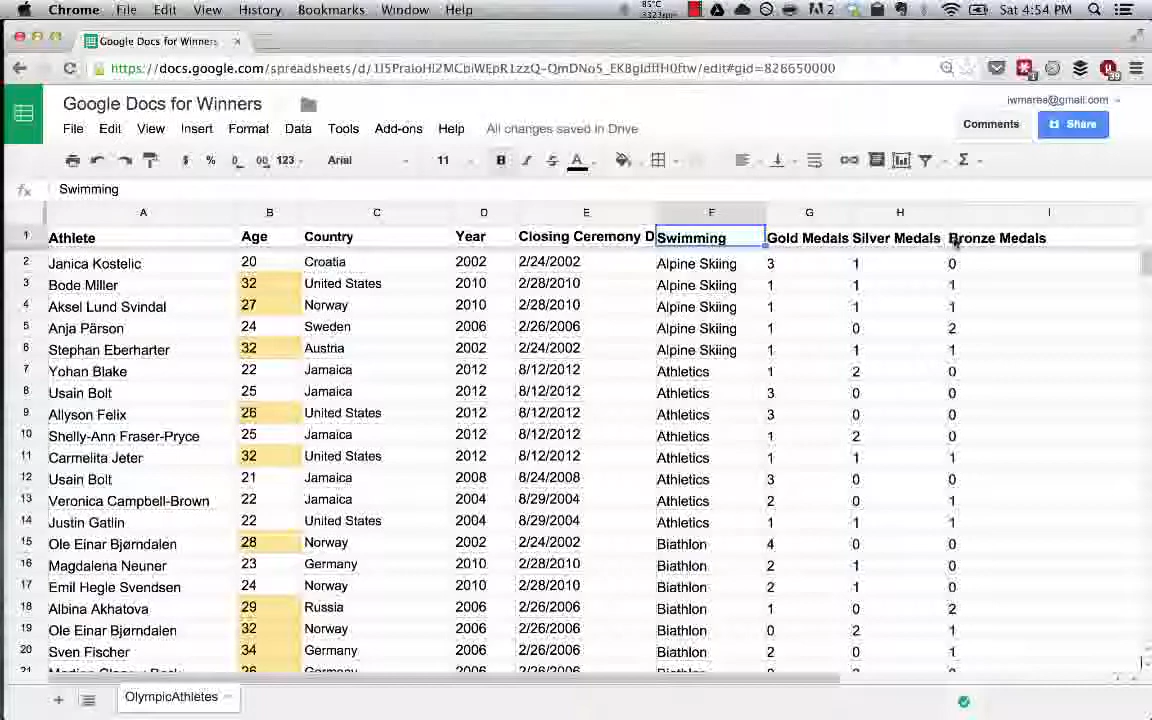 Chrome File Edit View History Bookmarks Window Help 85°C 3323rpm 2 Sat 4:54 PM
Google Docs for Winners
docs.google.com/spreadsheets/d/
Google Docs for Winners
iwmarea@gmail.com
File Edit View Insert Format Data Tools Add-ons Help All changes saved in Drive Comments Share
$ % 123 Arial 11 B A Σ
fx Swimming
A B C D E F G H I
1 Athlete Age Country Year Closing Ceremony D Swimming Gold Medals Silver Medals Bronze Medals
2 Janica Kostelic 20 Croatia 2002 2/24/2002 Alpine Skiing 3 1 0
3 Bode Miller 32 United States 2010 2/28/2010 Alpine Skiing 1 1 1
4 Aksel Lund Svindal 27 Norway 2010 2/28/2010 Alpine Skiing 1 1 1
5 Anja Pärson 24 Sweden 2006 2/26/2006 Alpine Skiing 1 0 2
6 Stephan Eberharter 32 Austria 2002 2/24/2002 Alpine Skiing 1 1 1
7 Yohan Blake 22 Jamaica 2012 8/12/2012 Athletics 1 2 0
8 Usain Bolt 25 Jamaica 2012 8/12/2012 Athletics 3 0 0
9 Allyson Felix 26 United States 2012 8/12/2012 Athletics 3 0 0
10 Shelly-Ann Fraser-Pryce 25 Jamaica 2012 8/12/2012 Athletics 1 2 0
11 Carmelita Jeter 32 United States 2012 8/12/2012 Athletics 1 1 1
12 Usain Bolt 21 Jamaica 2008 8/24/2008 Athletics 3 0 0
13 Veronica Campbell-Brown 22 Jamaica 2004 8/29/2004 Athletics 2 0 1
14 Justin Gatlin 22 United States 2004 8/29/2004 Athletics 1 1 1
15 Ole Einar Bjørndalen 28 Norway 2002 2/24/2002 Biathlon 4 0 0
16 Magdalena Neuner 23 Germany 2010 2/28/2010 Biathlon 2 1 0
17 Emil Hegle Svendsen 24 Norway 2010 2/28/2010 Biathlon 2 1 0
18 Albina Akhatova 29 Russia 2006 2/26/2006 Biathlon 1 0 2
19 Ole Einar Bjørndalen 32 Norway 2006 2/26/2006 Biathlon 0 2 1
20 Sven Fischer 34 Germany 2006 2/26/2006 Biathlon 2 0 1
21 Germany 2006 2/26/2006 Biathlon
OlympicAthletes